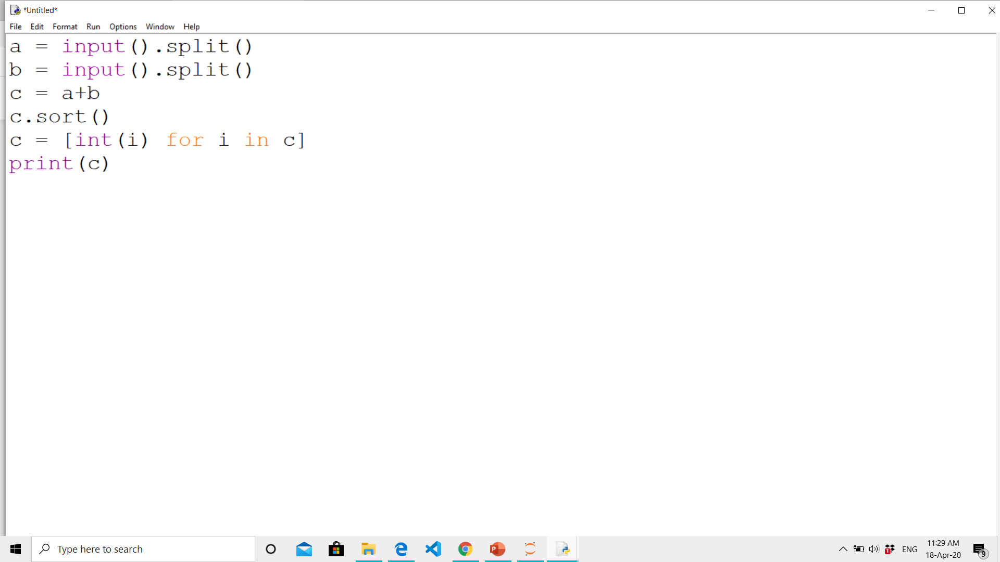 *Untitled*
File Edit Format Run Options Window Help
a = input().split()
b = input().split()
c = a+b
c.sort()
c = [int(i) for i in c]
print(c)
Type here to search
P
1
ENG
11:29 AM
18-Apr-20
9